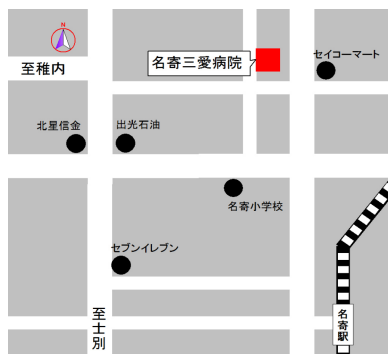 N
至稚内
名寄三愛病院
セイコーマート
北星信金
出光石油
名寄小学校
セブンイレブン
至士別
名寄駅